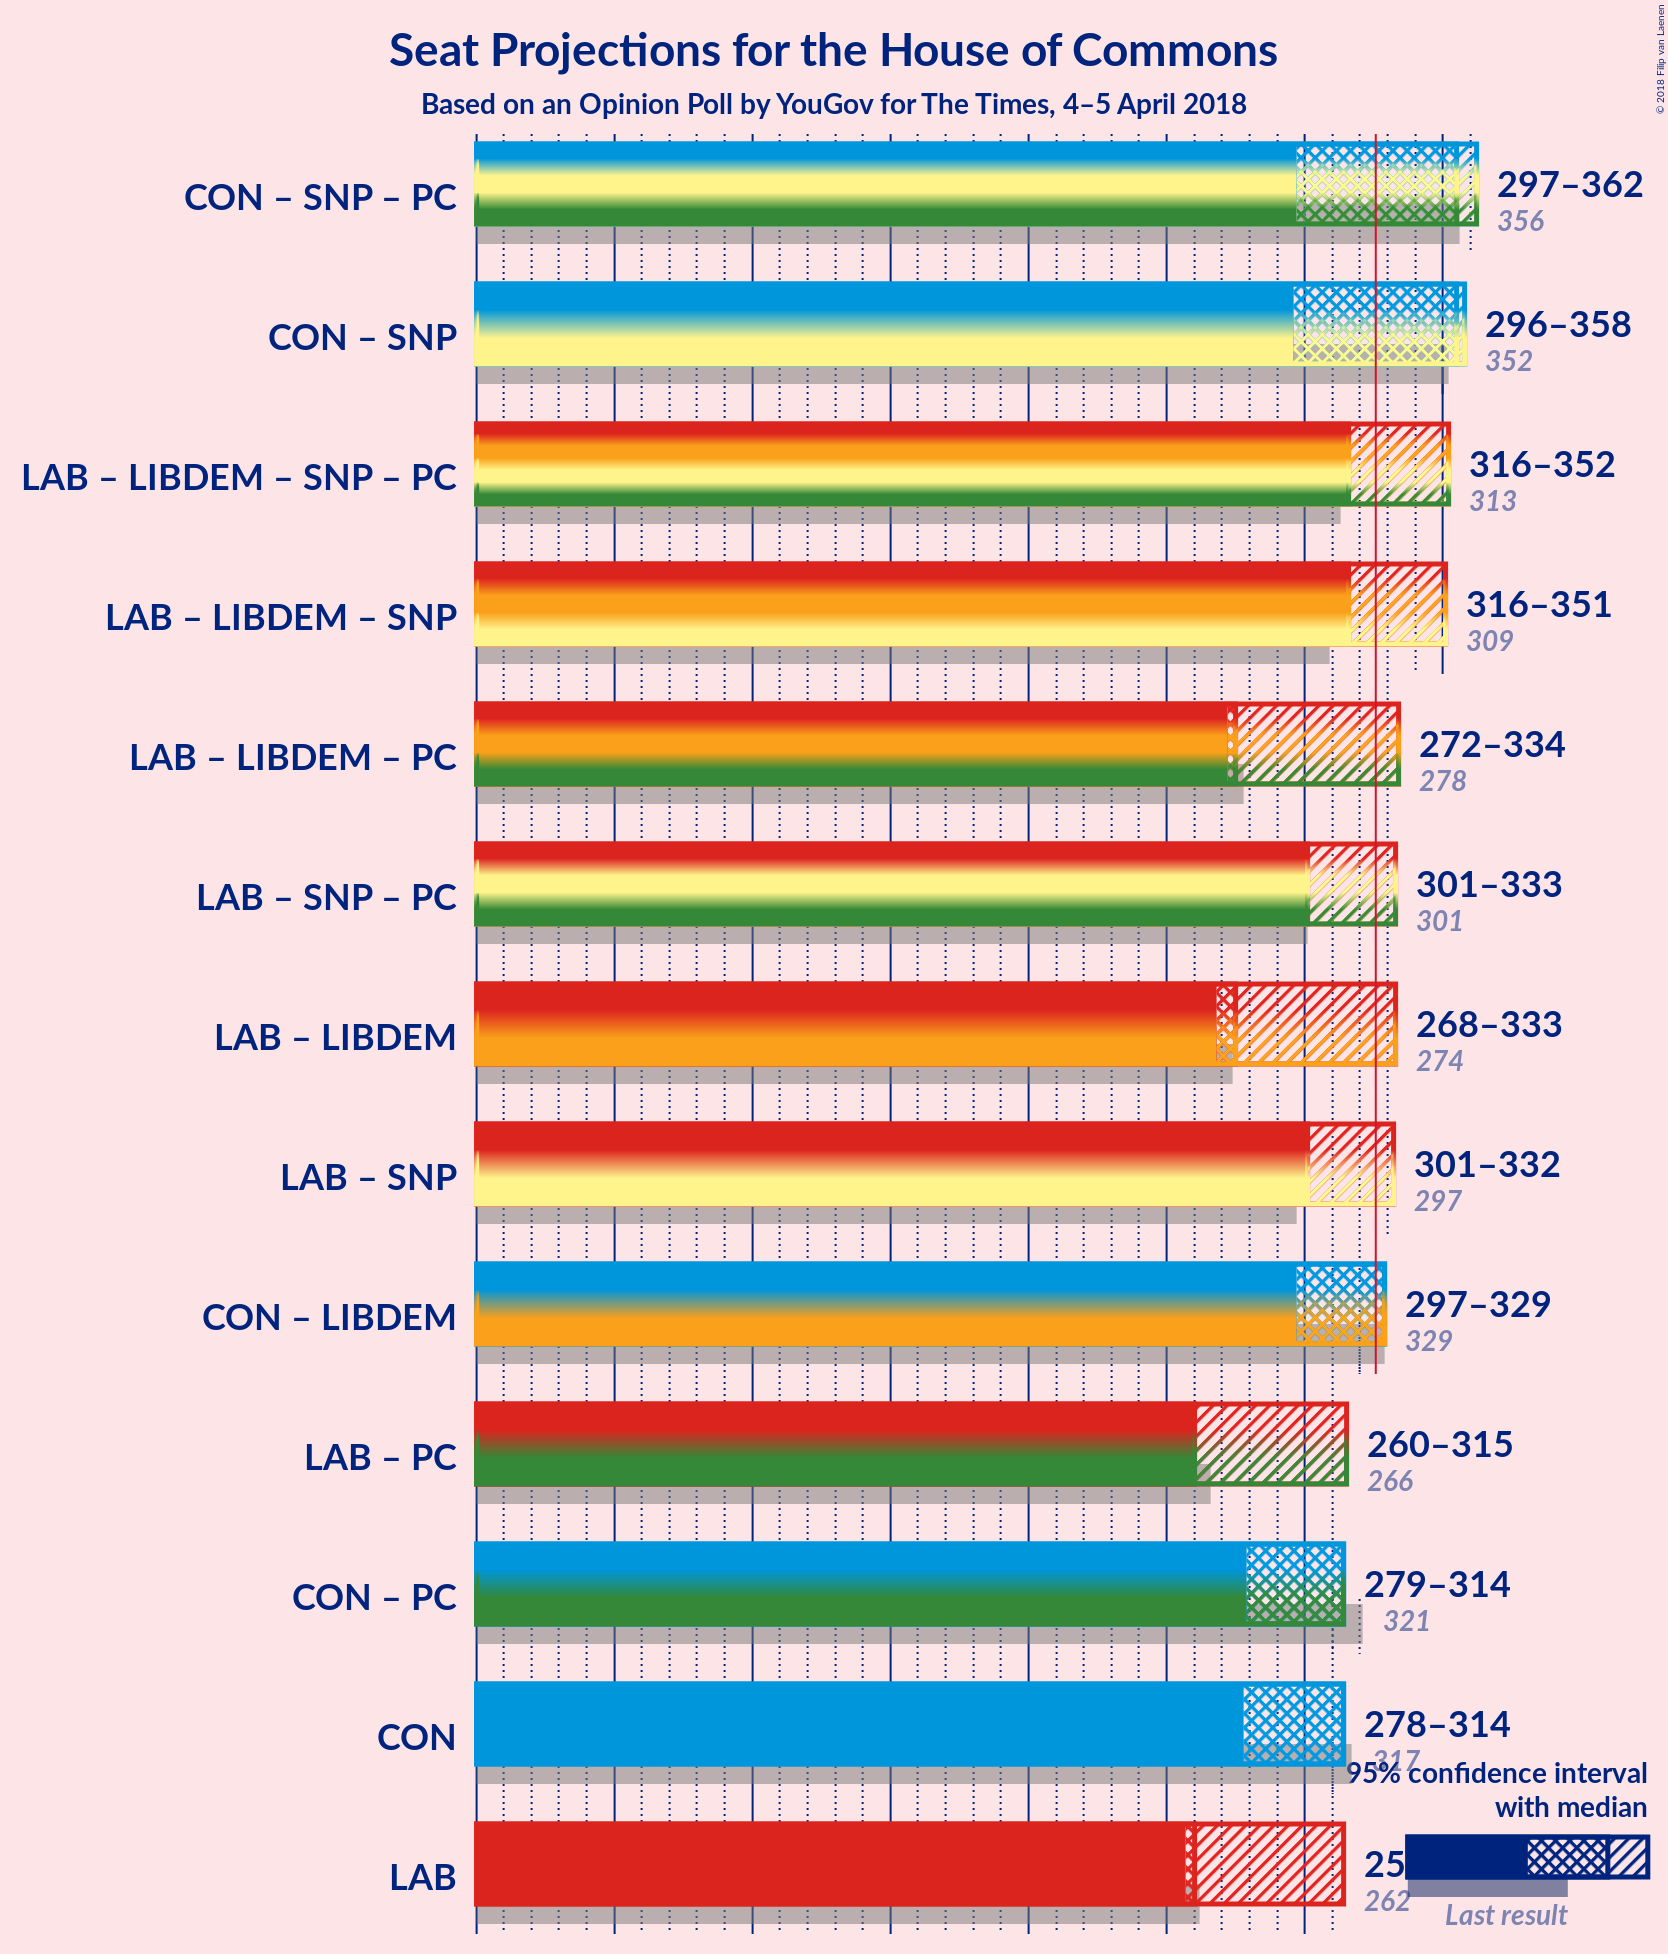 © 2018 Filip van Laenen
Seat Projections for the House of Commons
Based on an Opinion Poll by YouGov for The Times, 4–5 April 2018
CON – SNP – PC
297–362
356
CON – SNP
296–358
352
LAB – LIBDEM – SNP – PC
316–352
313
LAB – LIBDEM – SNP
316–351
309
LAB – LIBDEM – PC
272–334
278
LAB – SNP – PC
301–333
301
LAB – LIBDEM
268–333
274
LAB – SNP
301–332
297
CON – LIBDEM
297–329
329
LAB – PC
260–315
266
CON – PC
279–314
321
CON
278–314
317
95% confidence interval
with median
LAB
25
262
Last result